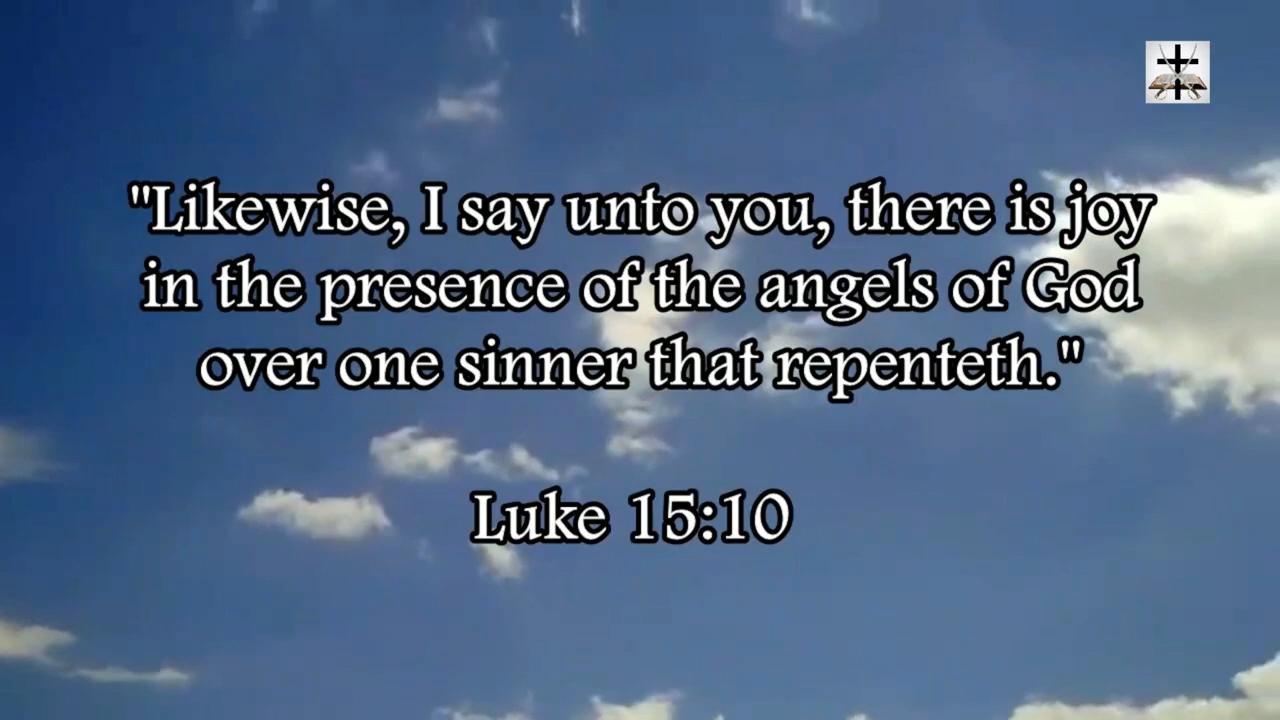 "Likewise, I say unto you, there is joy
in the presence of the angels of God
over one sinner that repenteth."
Luke 15:10